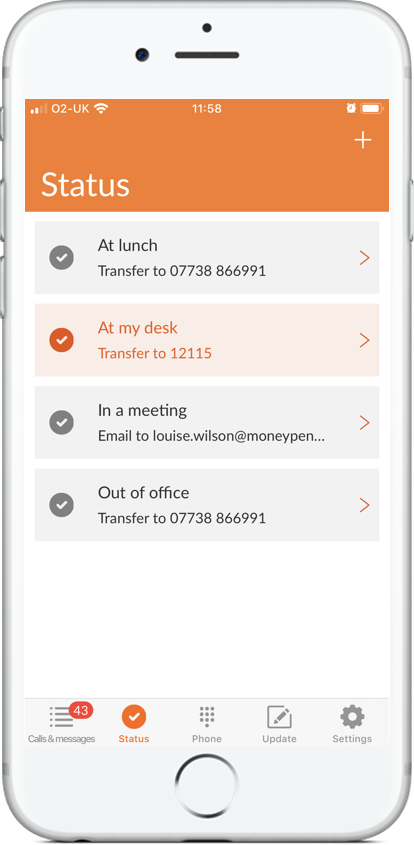 O2-UK 11:58
Status
At lunch
Transfer to 07738 866991
At my desk
Transfer to 12115
In a meeting
Email to louise.wilson@moneypen...
Out of office
Transfer to 07738 866991
43
Calls & messages Status Phone Update Settings